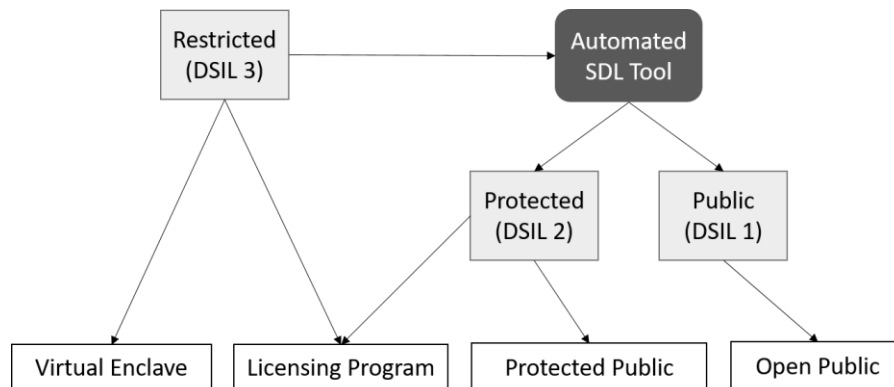 Restricted
(DSIL 3)
Automated
SDL Tool
Protected
(DSIL 2)
Public
(DSIL 1)
Virtual Enclave
Licensing Program
Protected Public
Open Public